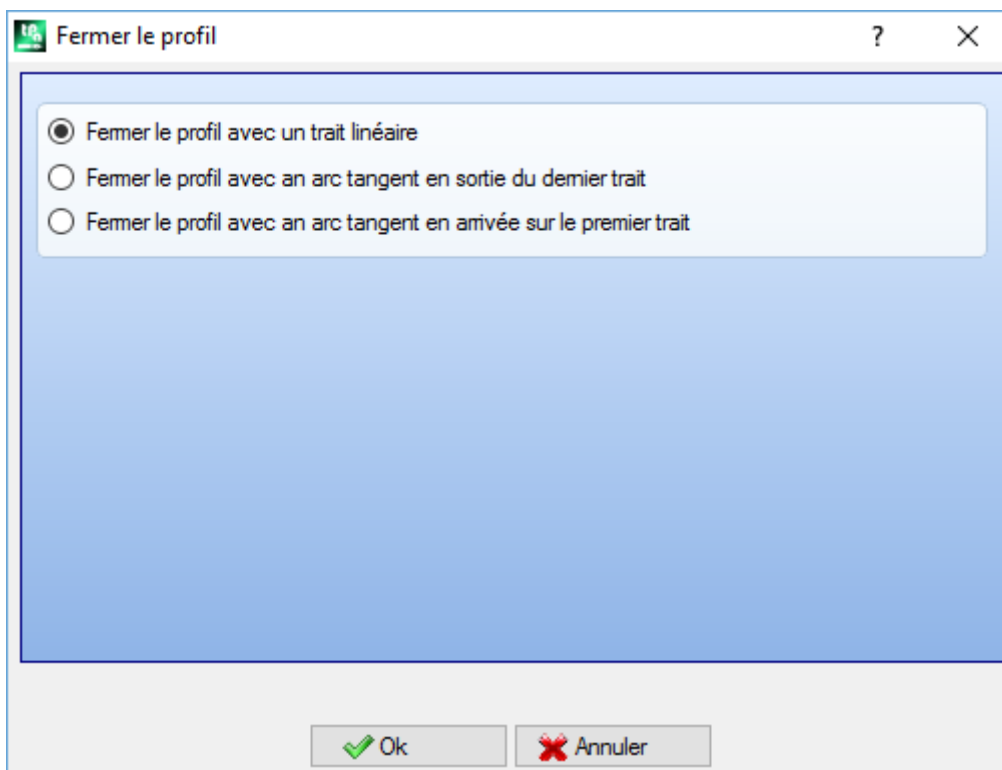 Fermer le profil
?
Fermer le profil avec un trait linéaire
Fermer le profil avec an arc tangent en sortie du dernier trait
Fermer le profil avec an arc tangent en arrivée sur le premier trait
Ok
Annuler